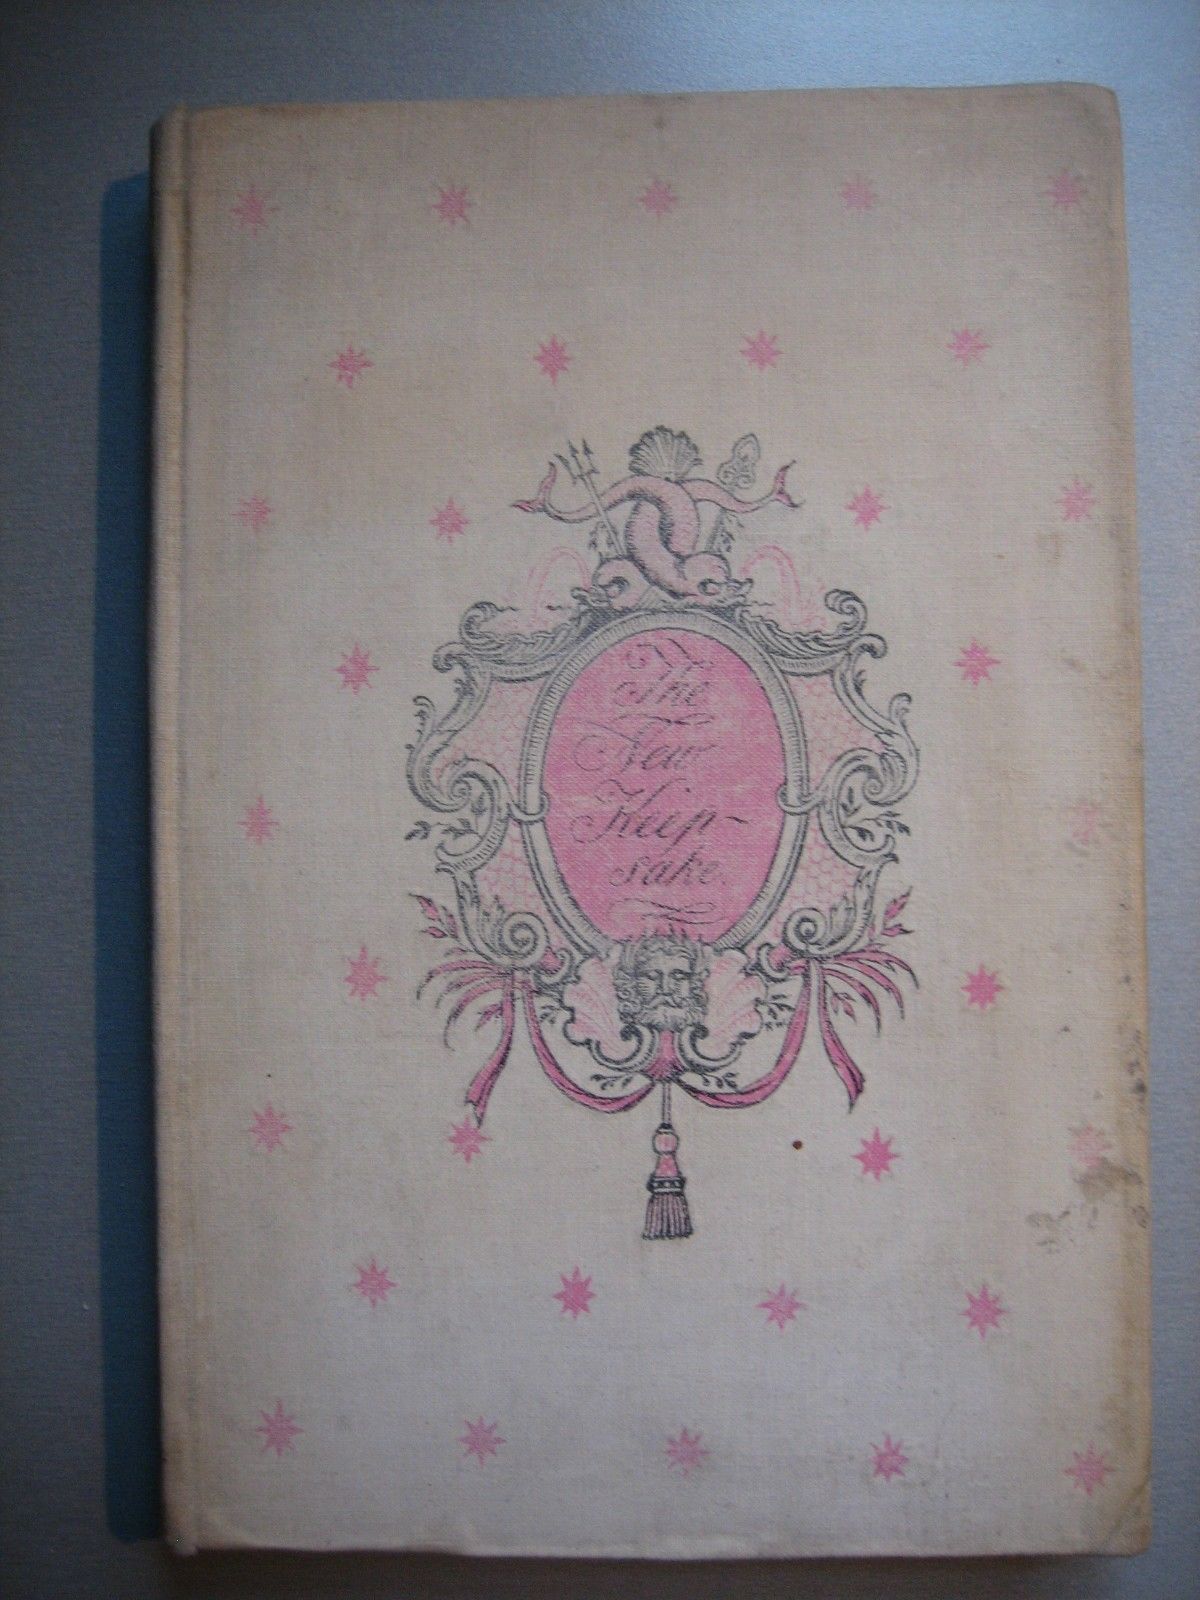 The
New
Keep-
sake.